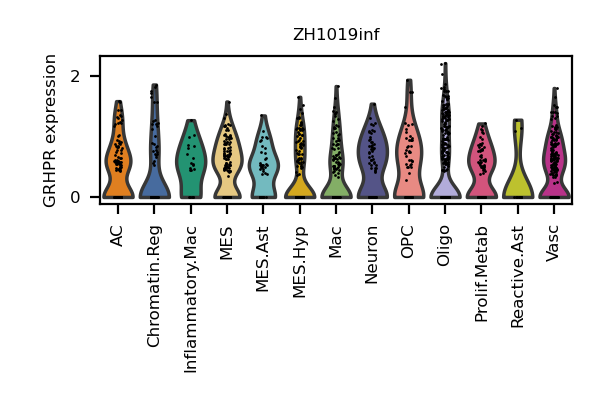 ZH1019inf
GRHPR expression
2
0
AC
Chromatin.Reg
Inflammatory.Mac
MES
MES.Ast
MES.Hyp
Mac
Neuron
OPC
Oligo
Prolif.Metab
Reactive.Ast
Vasc